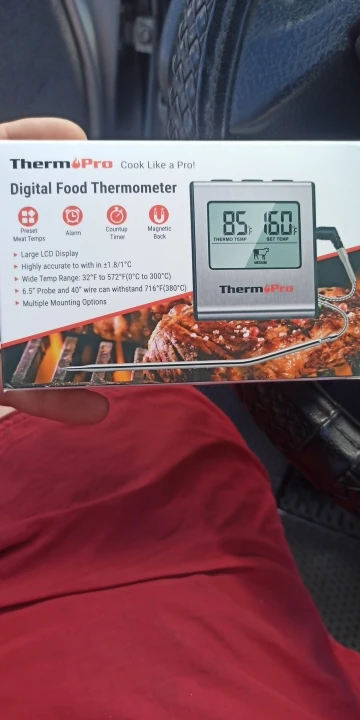 ThermoPro Cook Like a Pro!
Digital Food Thermometer
Preset Meat Temps
Alarm
Countup Timer
Magnetic Back
Large LCD Display
Highly accurate to with in ±1.8/1°C
Wide Temp Range: 32°F to 572°F(0°C to 300°C)
6.5" Probe and 40" wire can withstand 716°F(380°C)
Multiple Mounting Options
85°F 160°F
THERMO TEMP SET TEMP
MEDIUM
ThermoPro